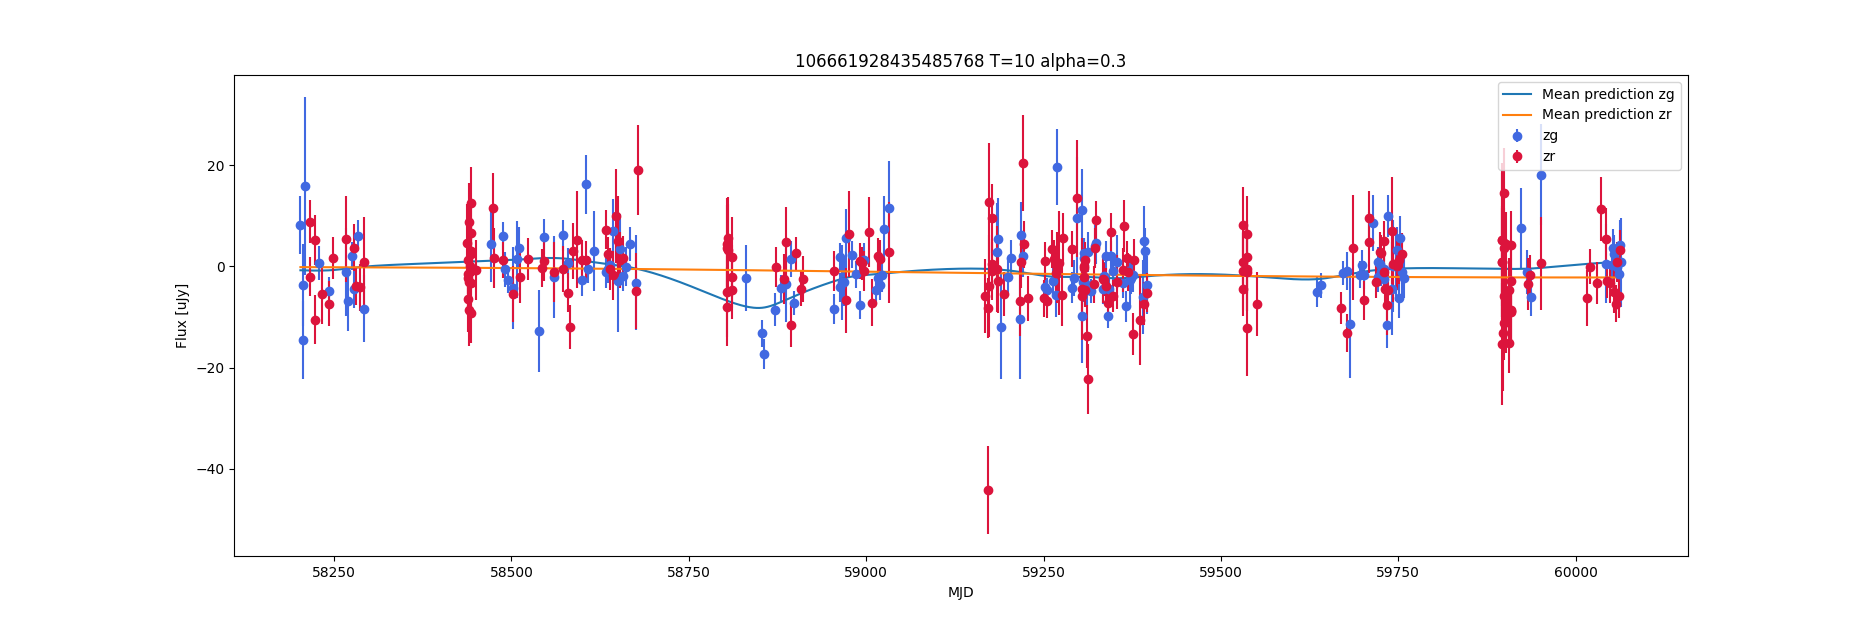 106661928435485768 T=10 alpha=0.3
Mean prediction zg
Mean prediction zr
zg
zr
20
0
−20
−40
Flux [uJy]
58250 58500 58750 59000 59250 59500 59750 60000
MJD